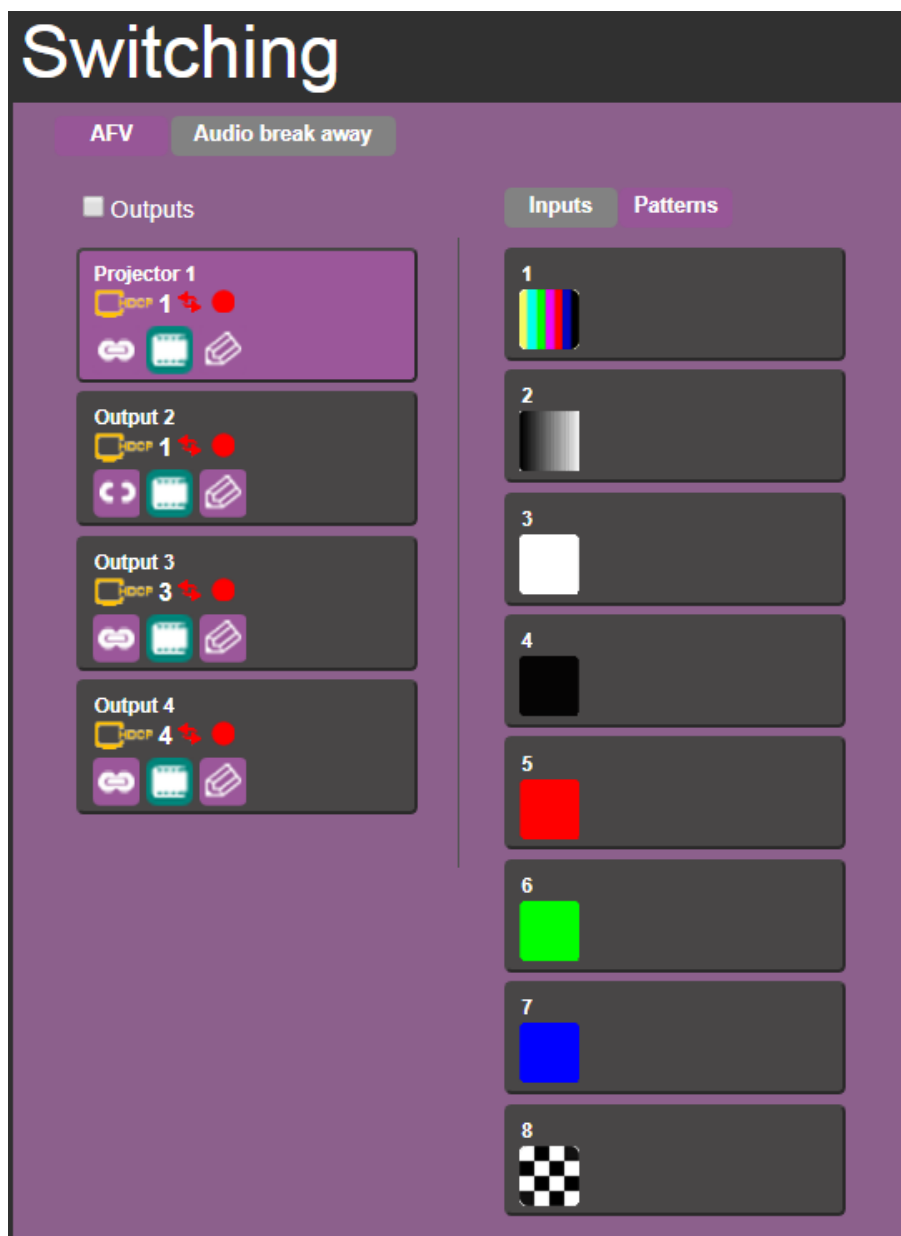 Switching
AFV Audio break away
Outputs
Inputs Patterns
Projector 1
HDCP 1
Output 2
HDCP 1
Output 3
HDCP 3
Output 4
HDCP 4
1
2
3
4
5
6
7
8